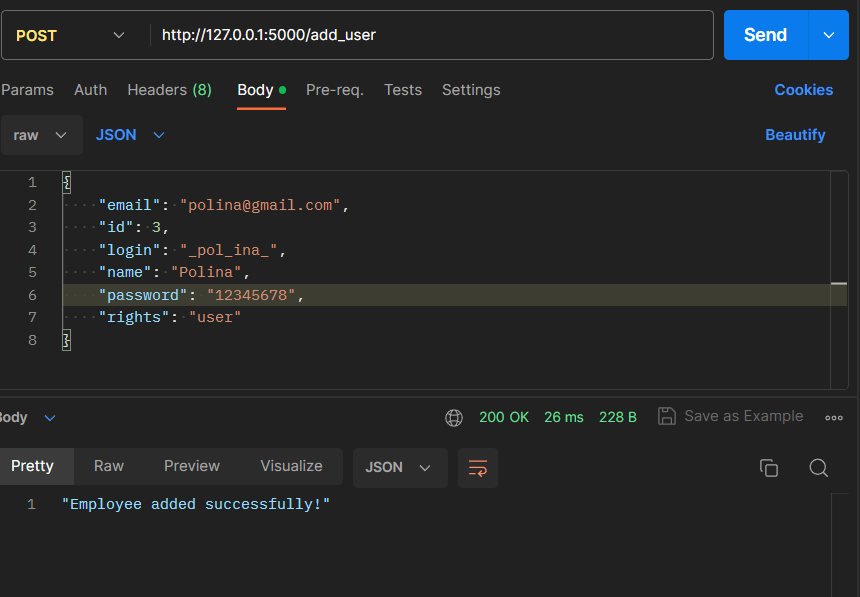 POST http://127.0.0.1:5000/add_user Send
Params Auth Headers (8) Body Pre-req. Tests Settings Cookies
raw JSON Beautify
1 {
2 "email": "polina@gmail.com",
3 "id": 3,
4 "login": "_pol_ina_",
5 "name": "Polina",
6 "password": "12345678",
7 "rights": "user"
8 }
Body 200 OK 26 ms 228 B Save as Example
Pretty Raw Preview Visualize JSON
1 "Employee added successfully!"